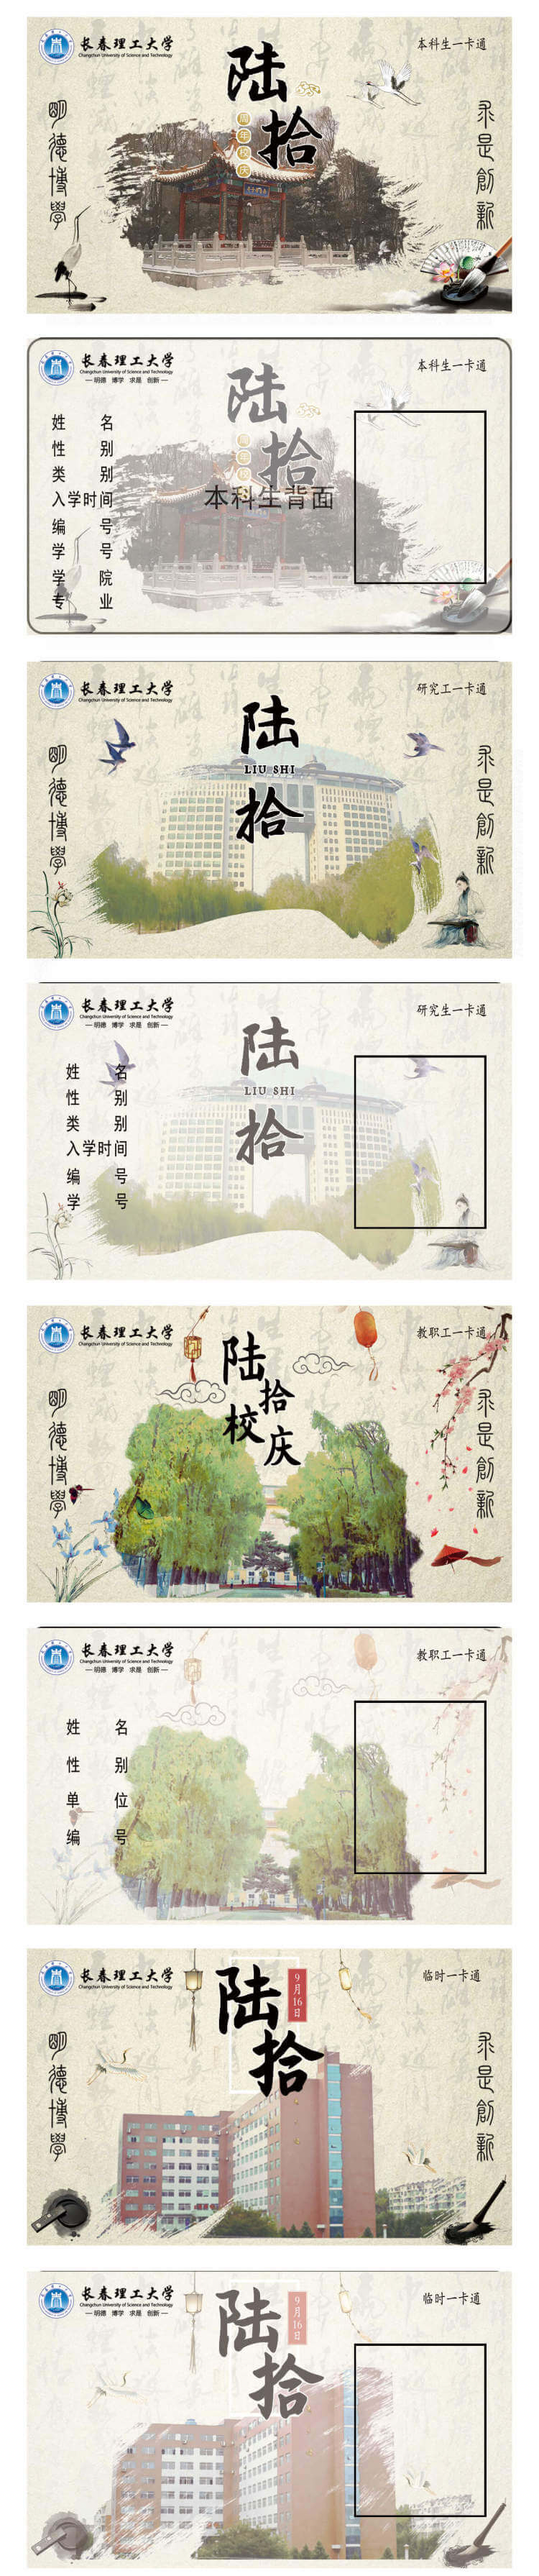 长春理工大学
Changchun University of Science and Technology
本科生一卡通
陆拾
周年校庆
明德博學
求是創新
长春理工大学
Changchun University of Science and Technology
— 明德 博学 求是 创新 —
本科生一卡通
陆拾
周年校庆
姓 名
性 别
类 别
入学时间
本科生背面
编 号
学 号
学 院
专 业
长春理工大学
Changchun University of Science and Technology
研究工一卡通
陆
LIU SHI
拾
明德博學
求是創新
长春理工大学
Changchun University of Science and Technology
— 明德 博学 求是 创新 —
研究生一卡通
陆
LIU SHI
拾
姓 名
性 别
类 别
入学时间
编 号
学 号
长春理工大学
Changchun University of Science and Technology
教职工一卡通
陆拾
校庆
明德博學
求是創新
长春理工大学
Changchun University of Science and Technology
— 明德 博学 求是 创新 —
教职工一卡通
姓 名
性 别
单 位
编 号
长春理工大学
Changchun University of Science and Technology
临时一卡通
陆拾
9月16日
明德博學
求是創新
长春理工大学
Changchun University of Science and Technology
— 明德 博学 求是 创新 —
临时一卡通
陆拾
9月16日